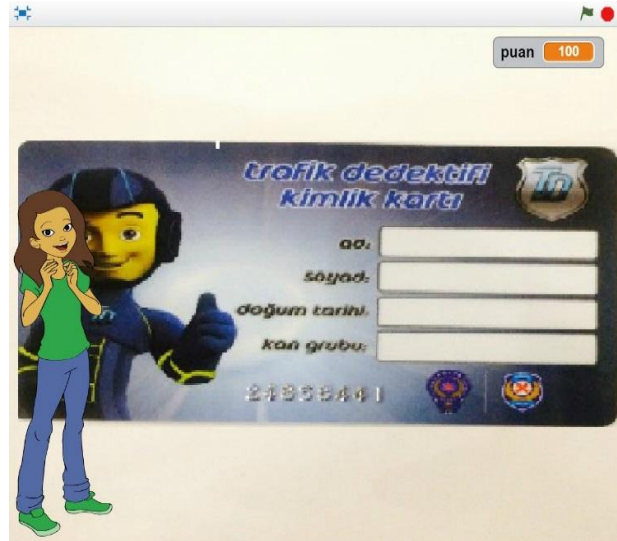 puan 100
trafik dedektifi
kimlik kartı
ad:
soyad:
doğum tarihi:
kan grubu: